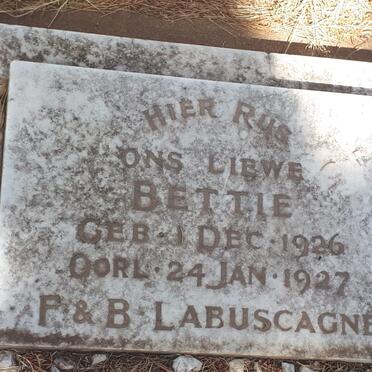 HIER RUS
ONS LIEWE
BETTIE
GEB · 1 DEC · 1926
OORL · 24 JAN · 1927
F & B · LABUSCAGNE